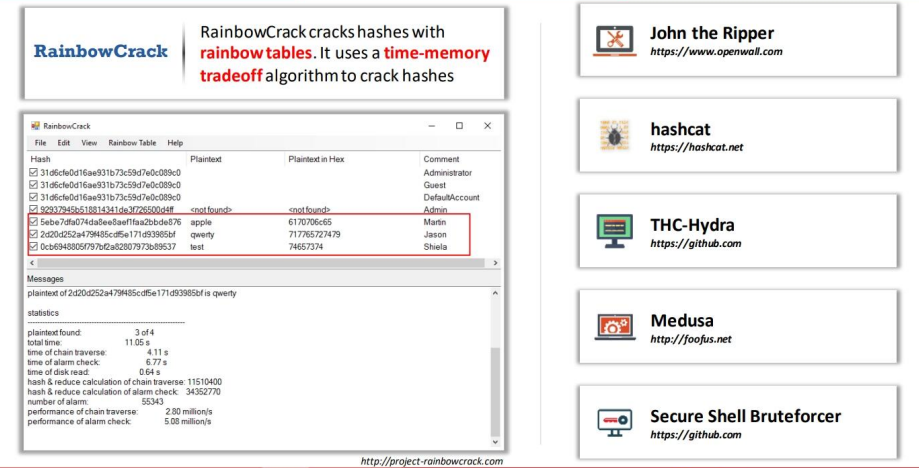 RainbowCrack
RainbowCrack cracks hashes with
rainbow tables. It uses a time-memory
tradeoff algorithm to crack hashes
RainbowCrack
File Edit View Rainbow Table Help
Hash Plaintext Plaintext in Hex Comment
31d6cfe0d16ae931b73c59d7e0c089c0 Administrator
31d6cfe0d16ae931b73c59d7e0c089c0 Guest
31d6cfe0d16ae931b73c59d7e0c089c0 DefaultAccount
92937945b518814341de3f726500d4ff <notfound> <notfound> Admin
5ebe7dfa074da8ee8aef1faa2bbde876 apple 6170706c65 Martin
2d20d252a479f485cdf5e171d93985bf qwerty 717765727479 Jason
0cb6948805f797bf2a82807973b89537 test 74657374 Shiela
Messages
plaintext of 2d20d252a479f485cdf5e171d93985bf is qwerty
statistics
plaintext found: 3 of 4
total time: 11.05 s
time of chain traverse: 4.11 s
time of alarm check: 6.77 s
time of disk read: 0.64 s
hash & reduce calculation of chain traverse: 11510400
hash & reduce calculation of alarm check: 34352770
number of alarm: 55343
performance of chain traverse: 2.80 million/s
performance of alarm check: 5.08 million/s
http://project-rainbowcrack.com
John the Ripper
https://www.openwall.com
hashcat
https://hashcat.net
THC-Hydra
https://github.com
Medusa
http://foofus.net
Secure Shell Bruteforcer
https://github.com